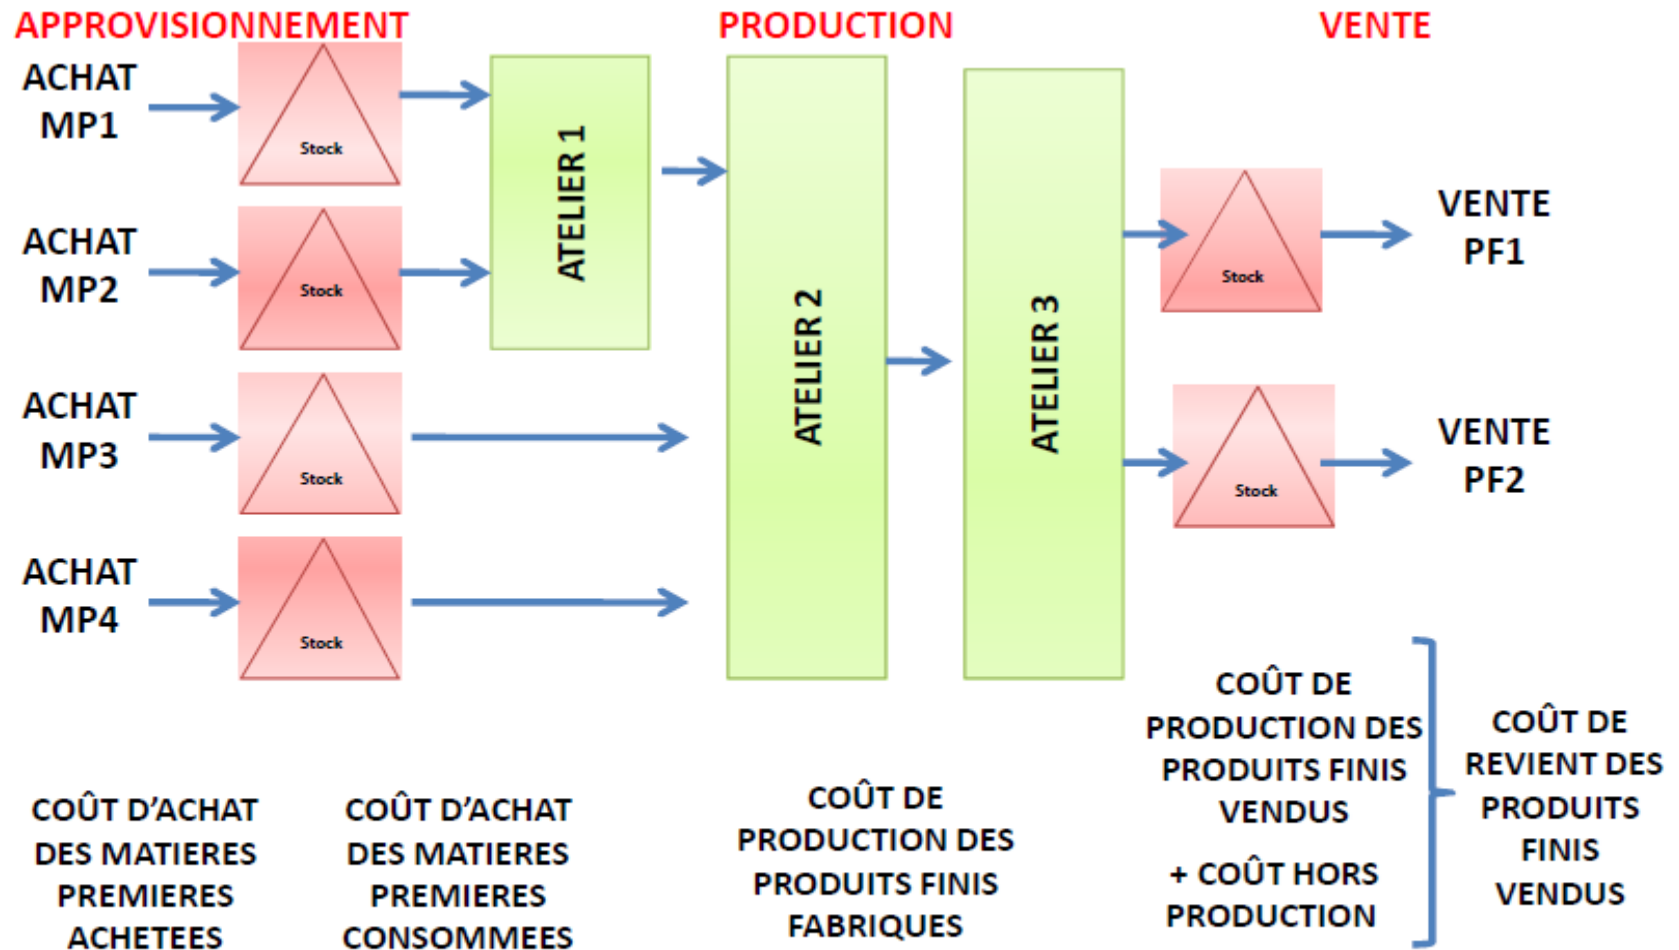 APPROVISIONNEMENT
PRODUCTION
VENTE
ACHAT
MP1
Stock
ACHAT
MP2
Stock
ACHAT
MP3
Stock
ACHAT
MP4
Stock
ATELIER 1
ATELIER 2
ATELIER 3
Stock
VENTE
PF1
Stock
VENTE
PF2
COÛT D'ACHAT
DES MATIERES
PREMIERES
ACHETEES
COÛT D'ACHAT
DES MATIERES
PREMIERES
CONSOMMEES
COÛT DE
PRODUCTION DES
PRODUITS FINIS
FABRIQUES
COÛT DE
PRODUCTION DES
PRODUITS FINIS
VENDUS
+ COÛT HORS
PRODUCTION
COÛT DE
REVIENT DES
PRODUITS
FINIS
VENDUS